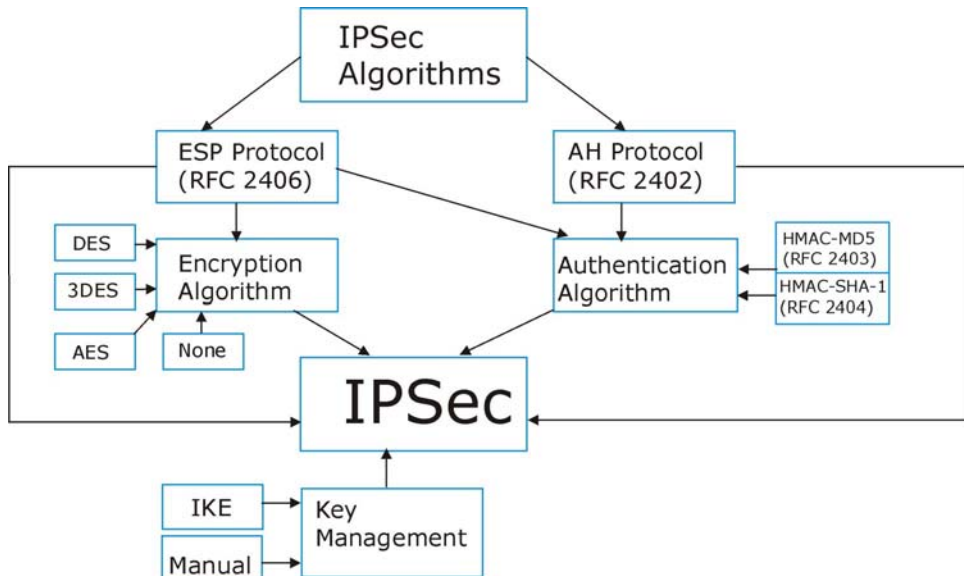 IPSec
Algorithms
ESP Protocol
(RFC 2406)
AH Protocol
(RFC 2402)
DES
3DES
AES
None
Encryption
Algorithm
Authentication
Algorithm
HMAC-MD5
(RFC 2403)
HMAC-SHA-1
(RFC 2404)
IPSec
IKE
Manual
Key
Management